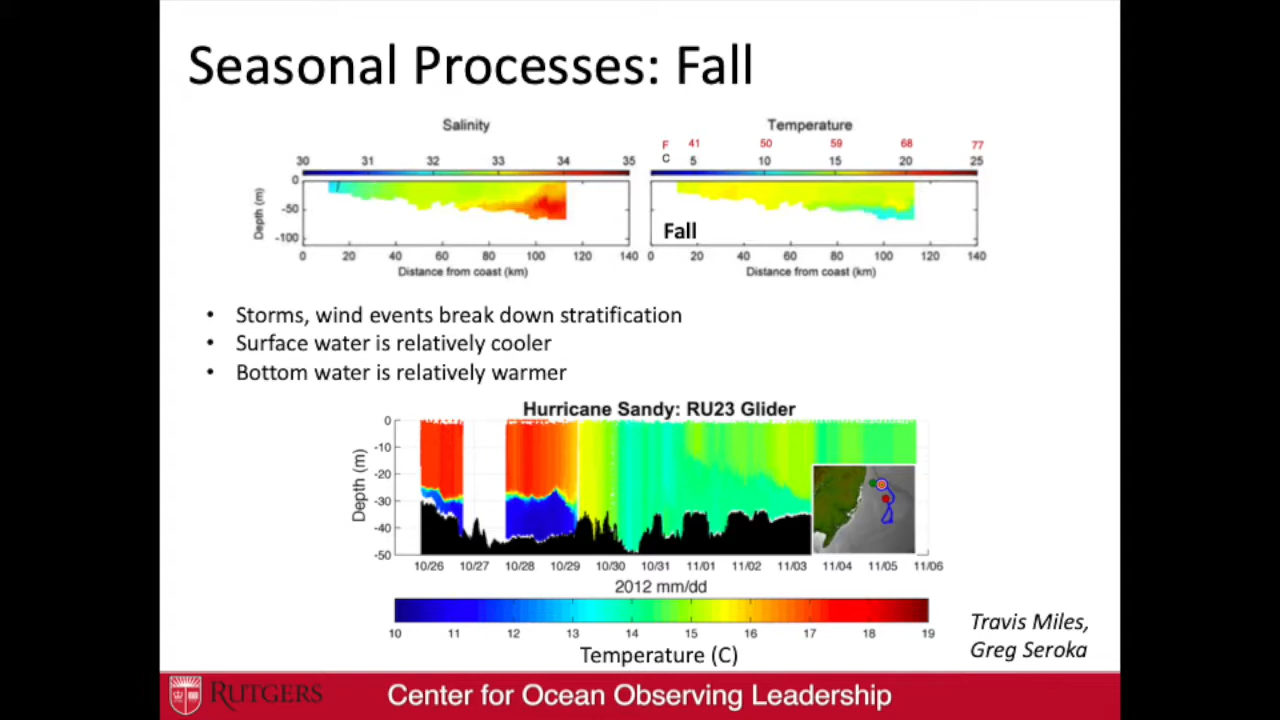 Seasonal Processes: Fall
Salinity
30 31 32 33 34 35
Depth (m)
0
-50
-100
0 20 40 60 80 100 120 140
Distance from coast (km)
Temperature
F 41 50 59 68 77
C 5 10 15 20 25
Fall
0 20 40 60 80 100 120 140
Distance from coast (km)
• Storms, wind events break down stratification
• Surface water is relatively cooler
• Bottom water is relatively warmer
Hurricane Sandy: RU23 Glider
Depth (m)
0
-10
-20
-30
-40
-50
10/26 10/27 10/28 10/29 10/30 10/31 11/01 11/02 11/03 11/04 11/05 11/06
2012 mm/dd
10 11 12 13 14 15 16 17 18 19
Temperature (C)
Travis Miles,
Greg Seroka
RUTGERS
Center for Ocean Observing Leadership